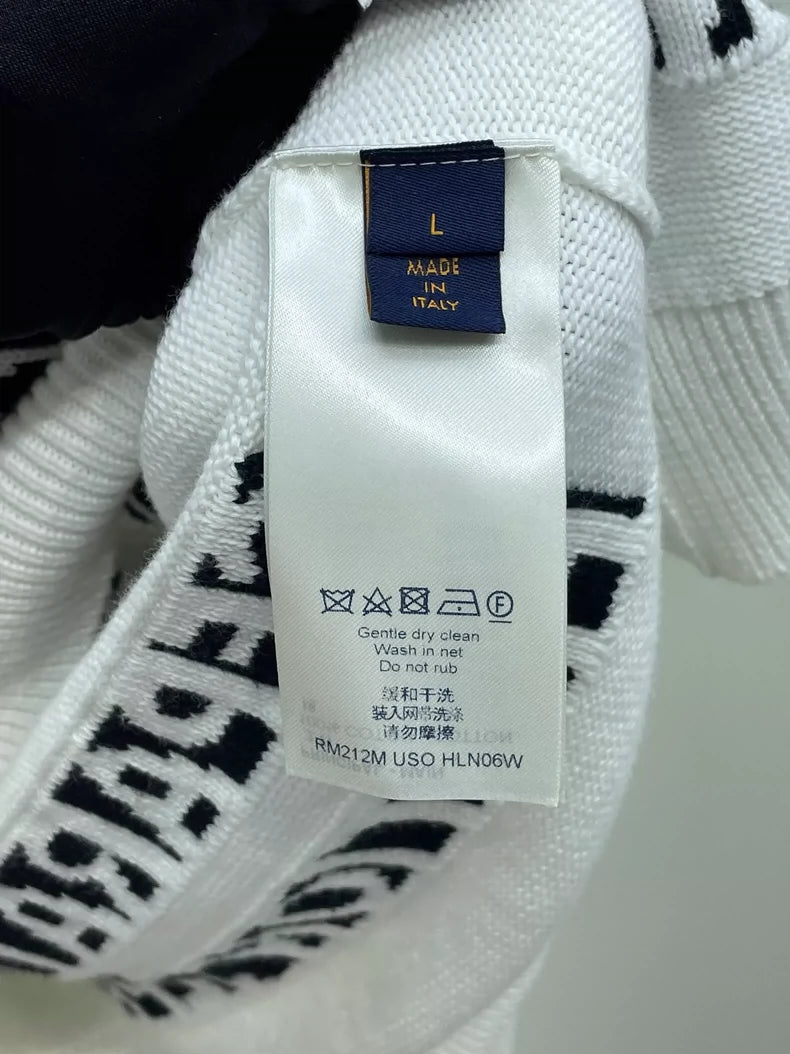 L
MADE
IN
ITALY
F
Gentle dry clean
Wash in net
Do not rub
缓和干洗
装入网带洗涤
请勿摩擦
RM212M USO HLN06W